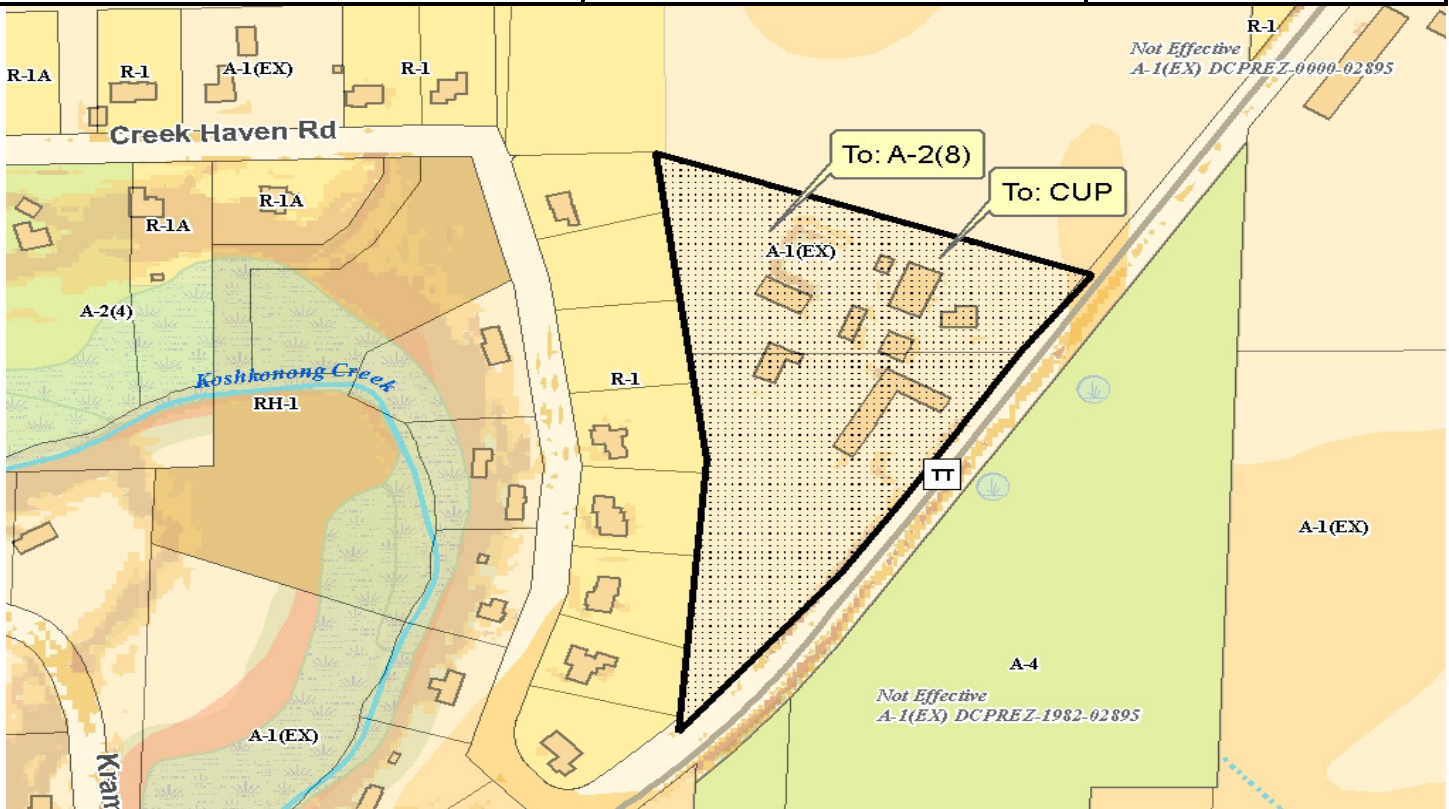 R-1
Not Effective
A-1(EX) DCPREZ-0000-02895
R-1A
R-1
A-1(EX)
R-1
Creek Haven Rd
To: A-2(8)
To: CUP
R-1A
R-1A
A-1(EX)
A-2(4)
Koshkonong Creek
RH-1
R-1
TT
A-1(EX)
A-4
Not Effective
A-1(EX) DCPREZ-1982-02895
A-1(EX)
Kram